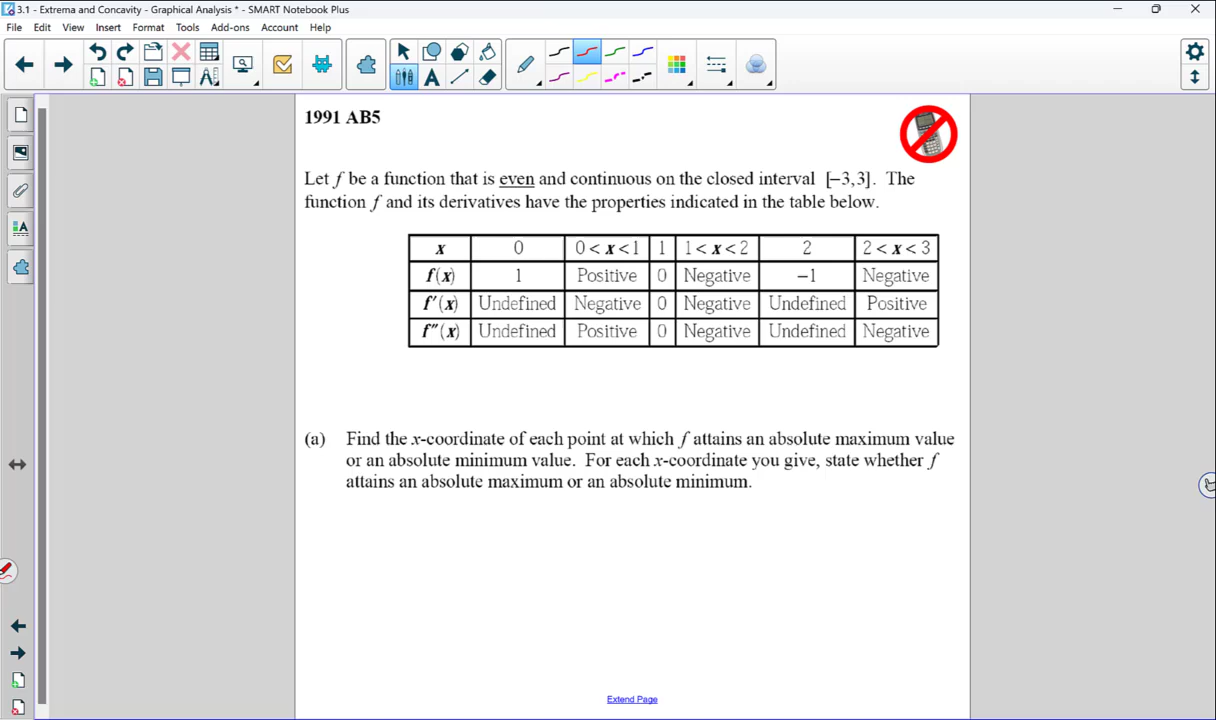 3.1 - Extrema and Concavity - Graphical Analysis * - SMART Notebook Plus
File Edit View Insert Format Tools Add-ons Account Help
1991 AB5
Let f be a function that is even and continuous on the closed interval [−3,3]. The
function f and its derivatives have the properties indicated in the table below.
x 0 0 < x < 1 1 1 < x < 2 2 2 < x < 3
f(x) 1 Positive 0 Negative −1 Negative
f′(x) Undefined Negative 0 Negative Undefined Positive
f″(x) Undefined Positive 0 Negative Undefined Negative
(a) Find the x-coordinate of each point at which f attains an absolute maximum value
or an absolute minimum value. For each x-coordinate you give, state whether f
attains an absolute maximum or an absolute minimum.
Extend Page